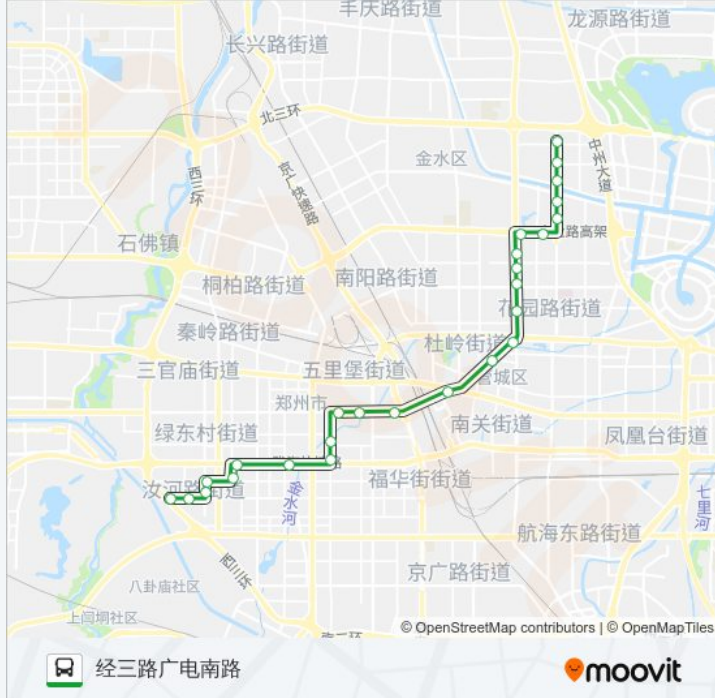 丰庆路街道
龙源路街道
长兴路街道
北三环
中州大道
金水区
西三环
京广快速路
石佛镇
路高架
桐柏路街道
南阳路街道
花园路街道
秦岭路街道
杜岭街
三官庙街道
五里堡街道
管城区
郑州市
南关街道
绿东村街道
凤凰台街道
福华街街道
汝河路街道
金水河
七里河
航海东路街道
西三环
京广路街道
八卦庙社区
上闫垌社区
© OpenStreetMap contributors | © OpenMapTiles
经三路广电南路
moovit